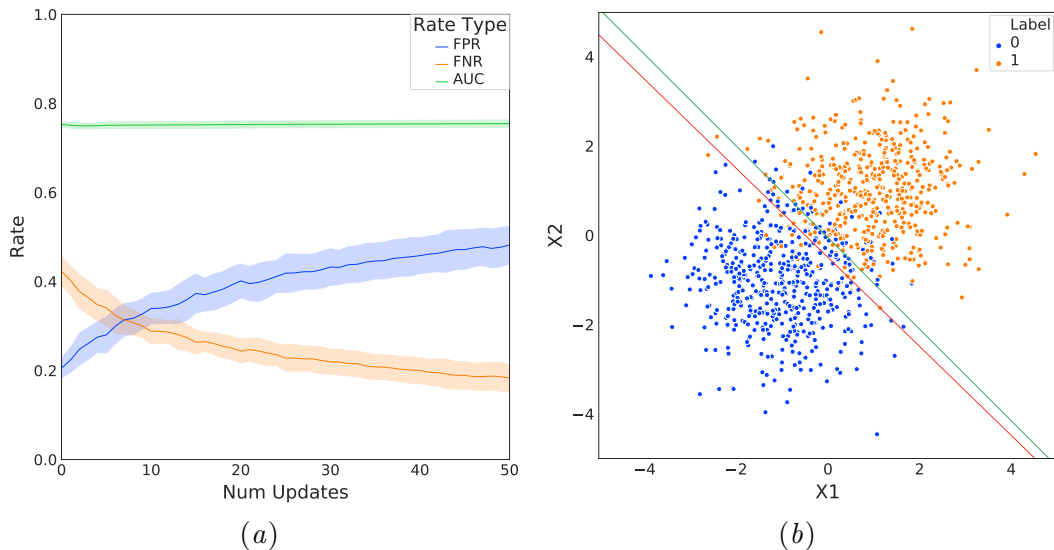 Rate Type
FPR
FNR
AUC
1.0
0.8
0.6
0.4
0.2
0.0
Rate
0 10 20 30 40 50
Num Updates
(a)
Label
0
1
4
2
0
−2
−4
X2
−4 −2 0 2 4
X1
(b)